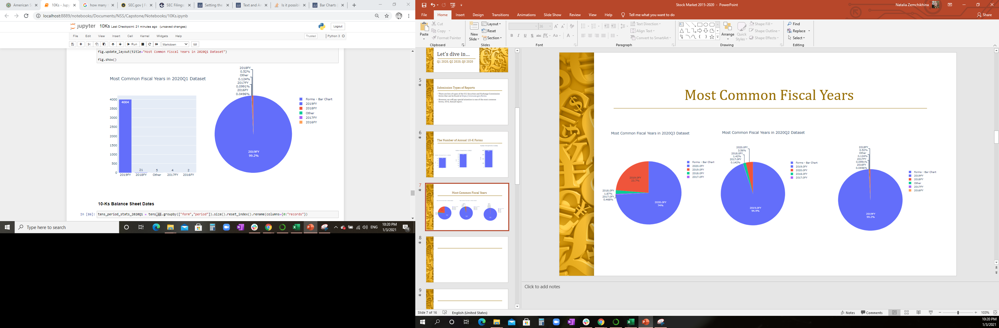 American S
10Ks - Jupy
how many
SEC.gov | F
SEC Filings
Setting the
Text and An
Is it possibl
Bar Charts |
localhost:8889/notebooks/Documents/NSS/Capstone/Notebooks/10Ks.ipynb
jupyter 10Ks Last Checkpoint: 21 minutes ago (unsaved changes)
Logout
File Edit View Insert Cell Kernel Widgets Help
Trusted
Python 3
Run
Markdown
fig.update_layout(title="Most Common Fiscal Years in 2020Q1 Dataset")
fig.show()
Most Common Fiscal Years in 2020Q1 Dataset
4000
3500
3000
2500
2000
1500
1000
500
0
4004
21
5
4
2
2019FY 2018FY Other 2017FY 2016FY
2018FY
0.52%
Other
0.124%
2017FY
0.0991%
2016FY
0.0496%
2019FY
99.2%
Forms - Bar Chart
2019FY
2018FY
Other
2017FY
2016FY
10-Ks Balance Sheet Dates
In [86]: tens_period_stats_2020Q1 = tens_q1.groupby(["form","period"]).size().reset_index().rename(columns={0:"records"})
Type here to search
ENG
10:20 PM
1/3/2021
11
Stock Market 2015-2020 - PowerPoint
Natalia Zemchikhina
File Home Insert Design Transitions Animations Slide Show Review View Help Tell me what you want to do
Share
Paste
Cut
Copy
Format Painter
Clipboard
New
Slide
Layout
Reset
Section
Slides
36
B I U S abc AV Aa A
Font
Text Direction
Align Text
Convert to SmartArt
Paragraph
Arrange
Quick
Styles
Shape Fill
Shape Outline
Shape Effects
Drawing
Find
Replace
Select
Editing
Let's dive in...
Q1 2020, Q2 2020, Q3 2020
5
Submission Types of Reports
There are lots of types of the U.S. Securities and Exchange Commission
forms that can be found at https://www.sec.gov/forms.
However, we will pay special attention to one of the most common
forms, 10-K, Annual report.
6
The Number of Annual 10-K Forms
7
Most Common Fiscal Years
8
9
Most Common Fiscal Years
Most Common Fiscal Years in 2020Q3 Dataset
2019.0FY
23.7%
2018.0FY
1.87%
2017.0FY
0.468%
2020.0FY
74%
Forms - Bar Chart
2020.0FY
2019.0FY
2018.0FY
2017.0FY
Most Common Fiscal Years in 2020Q2 Dataset
2020.0FY
3.56%
2018.0FY
1.42%
2017.0FY
0.142%
2019.0FY
94.9%
Forms - Bar Chart
2019.0FY
2020.0FY
2018.0FY
2017.0FY
2018FY
0.52%
Other
0.124%
2017FY
0.0991%
2016FY
0.0496%
2019FY
99.2%
Forms - Bar Chart
2019FY
2018FY
Other
2017FY
2016FY
Click to add notes
Slide 7 of 16
English (United States)
Notes
Comments
103%
10:20 PM
1/3/2021